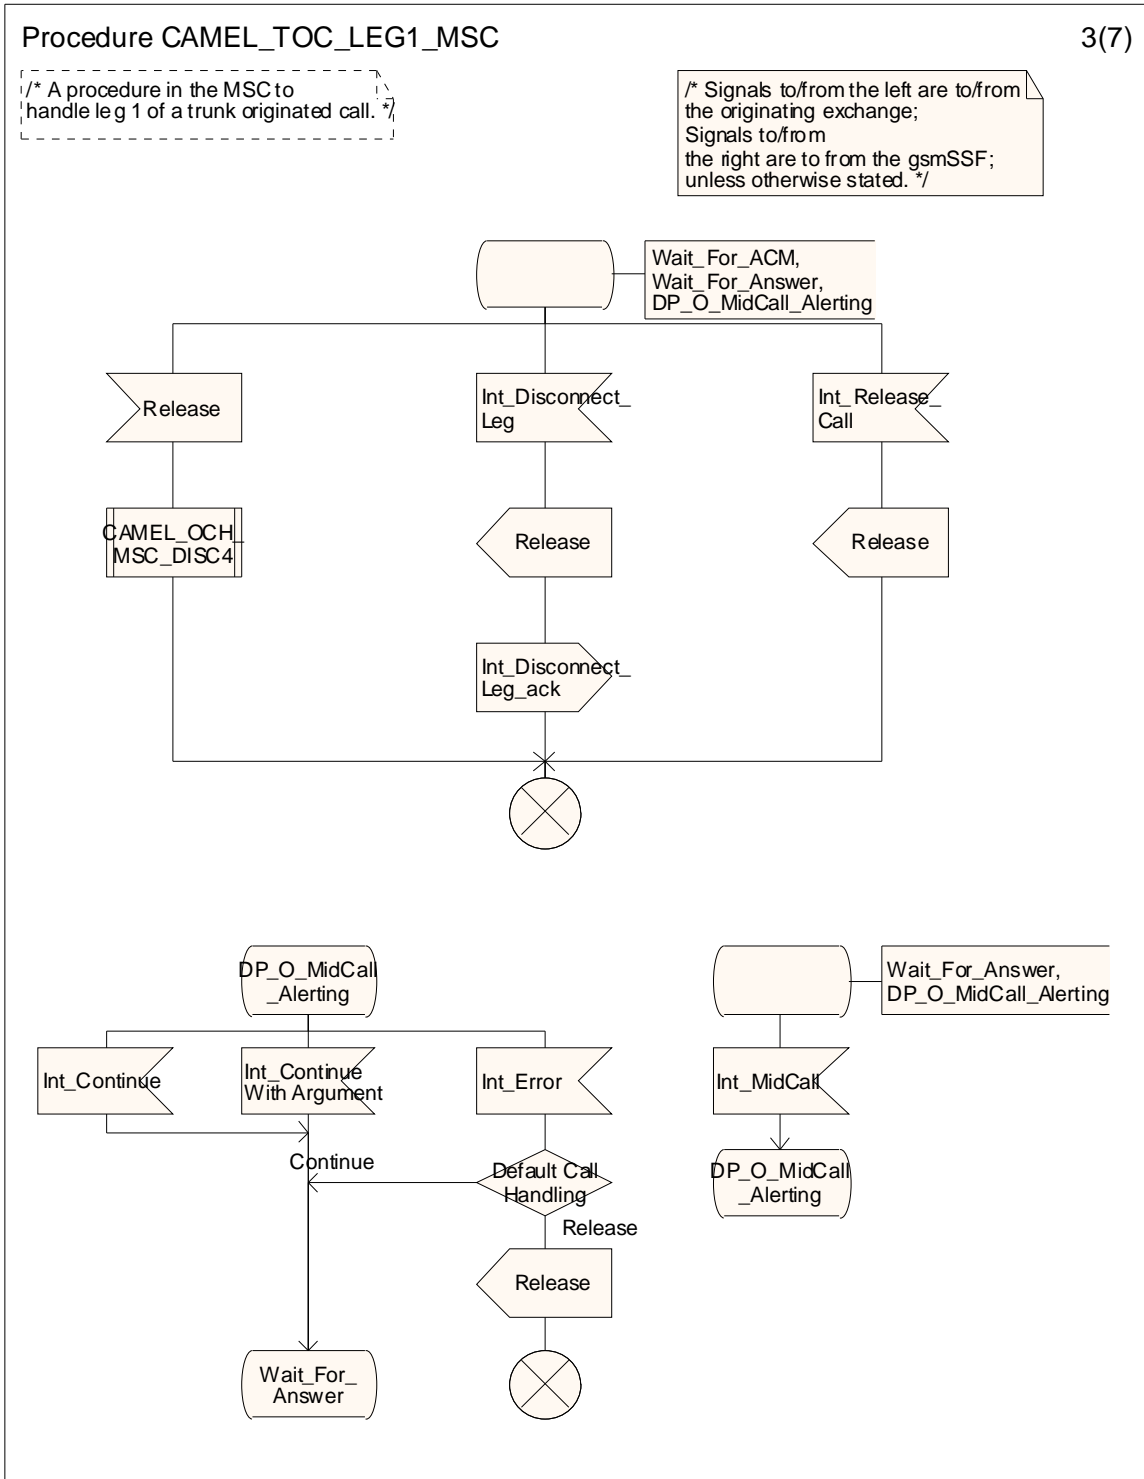 Procedure CAMEL_TOC_LEG1_MSC
3(7)
/* A procedure in the MSC to
handle leg 1 of a trunk originated call. */
/* Signals to/from the left are to/from
the originating exchange;
Signals to/from
the right are to from the gsmSSF;
unless otherwise stated. */
Wait_For_ACM,
Wait_For_Answer,
DP_O_MidCall_Alerting
Release
Int_Disconnect_
Leg
Int_Release_
Call
CAMEL_OCH_
MSC_DISC4
Release
Release
Int_Disconnect_
Leg_ack
DP_O_MidCall
_Alerting
Wait_For_Answer,
DP_O_MidCall_Alerting
Int_Continue
Int_Continue
With Argument
Int_Error
Int_MidCall
Continue
Default Call
Handling
DP_O_MidCall
_Alerting
Release
Release
Wait_For_
Answer